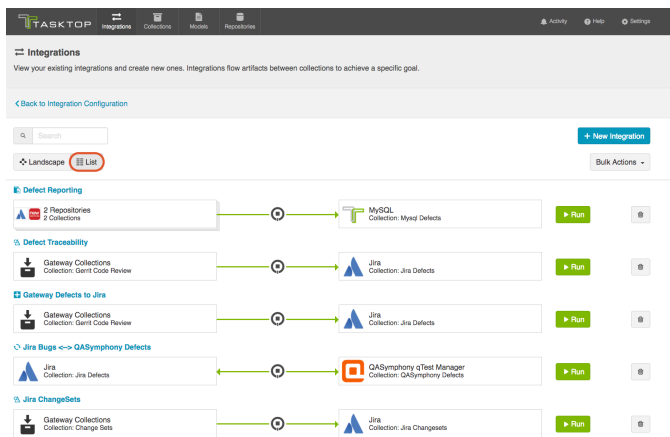 TASKTOP
Integrations
Collections
Models
Repositories
Activity
Help
Settings
Integrations
View your existing integrations and create new ones. Integrations flow artifacts between collections to achieve a specific goal.
Back to Integration Configuration
Search
+ New Integration
Landscape
List
Bulk Actions
Defect Reporting
new
2 Repositories
2 Collections
MySQL
Collection: Mysql Defects
Run
Defect Traceability
Gateway Collections
Collection: Gerrit Code Review
Jira
Collection: Jira Defects
Run
Gateway Defects to Jira
Gateway Collections
Collection: Gerrit Code Review
Jira
Collection: Jira Defects
Run
Jira Bugs <--> QASymphony Defects
Jira
Collection: Jira Defects
QASymphony qTest Manager
Collection: QASymphony Defects
Run
Jira ChangeSets
Gateway Collections
Collection: Change Sets
Jira
Collection: Jira Changesets
Run